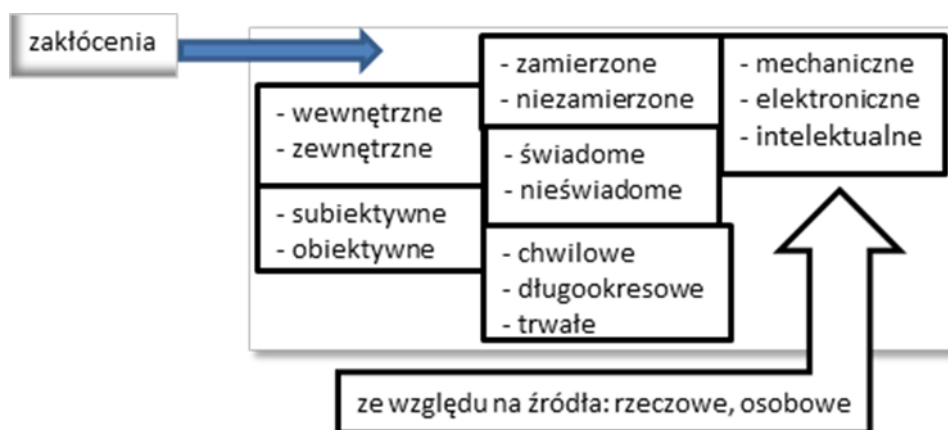 zakłócenia
- wewnętrzne
- zewnętrzne
- subiektywne
- obiektywne
- zamierzone
- niezamierzone
- świadome
- nieświadome
- chwilowe
- długookresowe
- trwałe
- mechaniczne
- elektroniczne
- intelektualne
ze względu na źródła: rzeczowe, osobowe